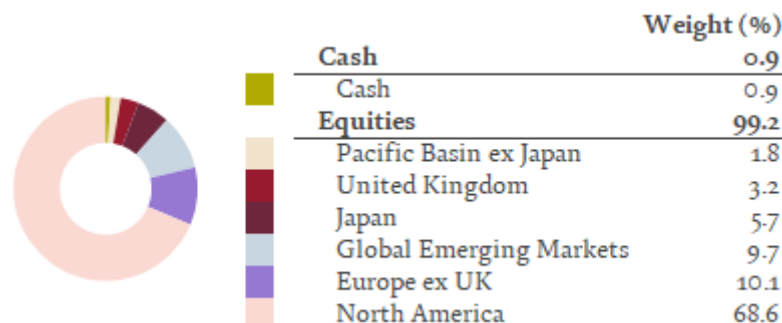 Weight (%)
Cash 0.9
Cash 0.9
Equities 99.2
Pacific Basin ex Japan 1.8
United Kingdom 3.2
Japan 5.7
Global Emerging Markets 9.7
Europe ex UK 10.1
North America 68.6